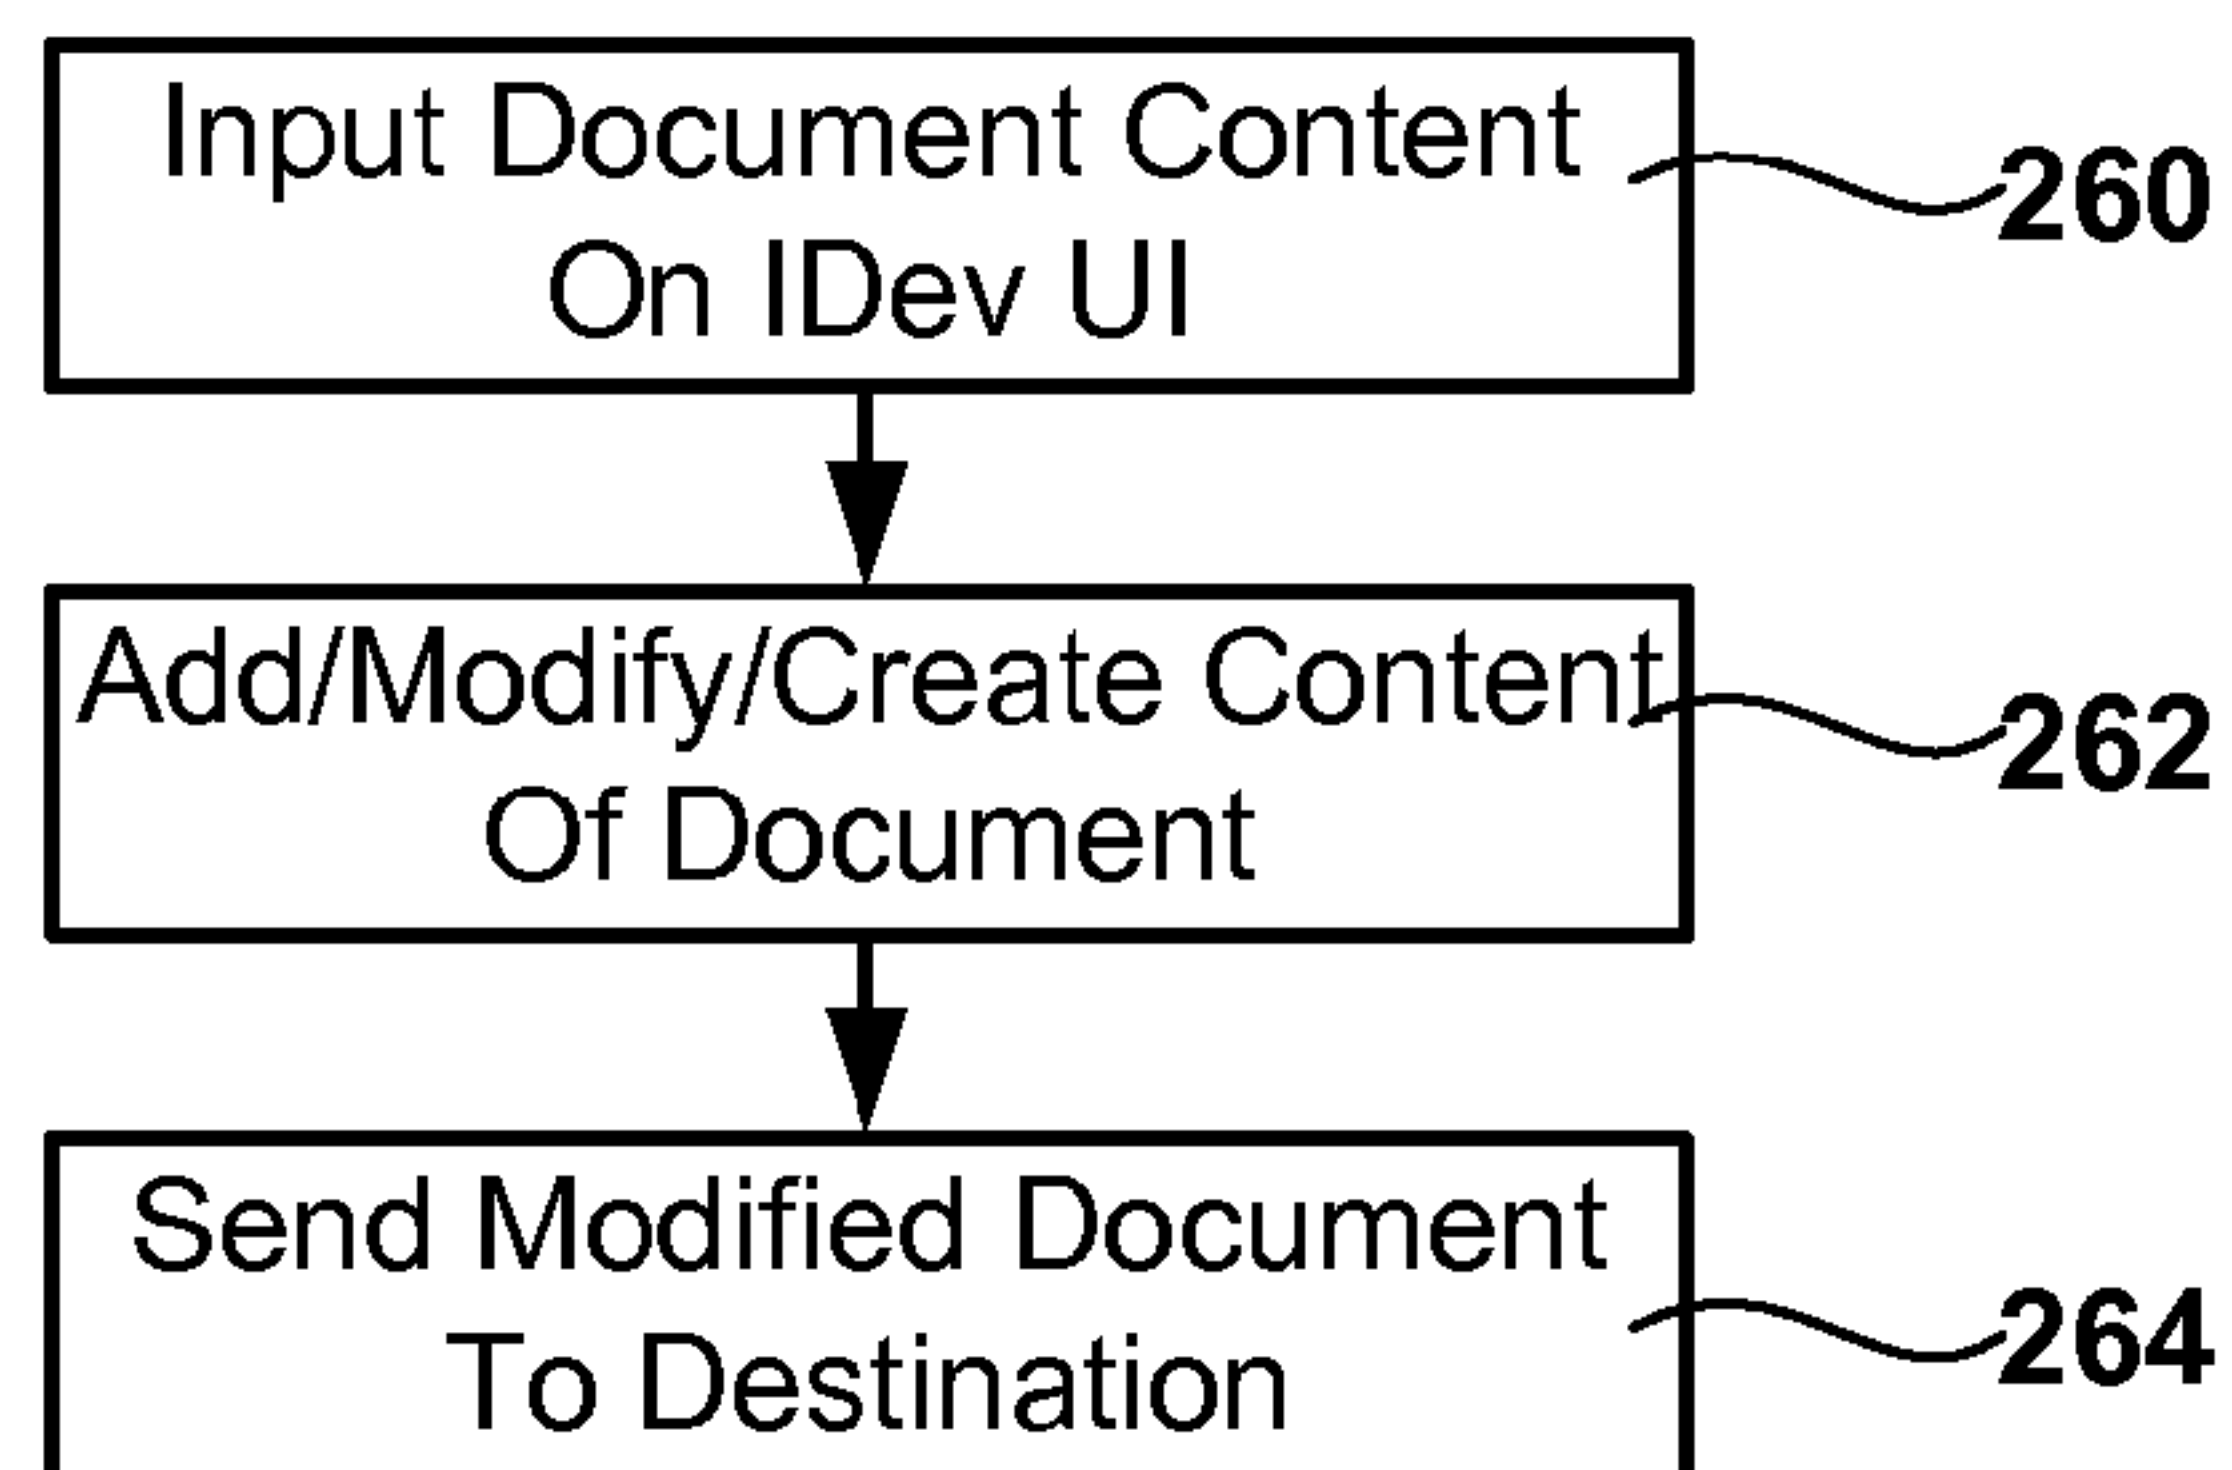 Input Document Content
On IDev UI
260
Add/Modify/Create Content
Of Document
262
Send Modified Document
To Destination
264